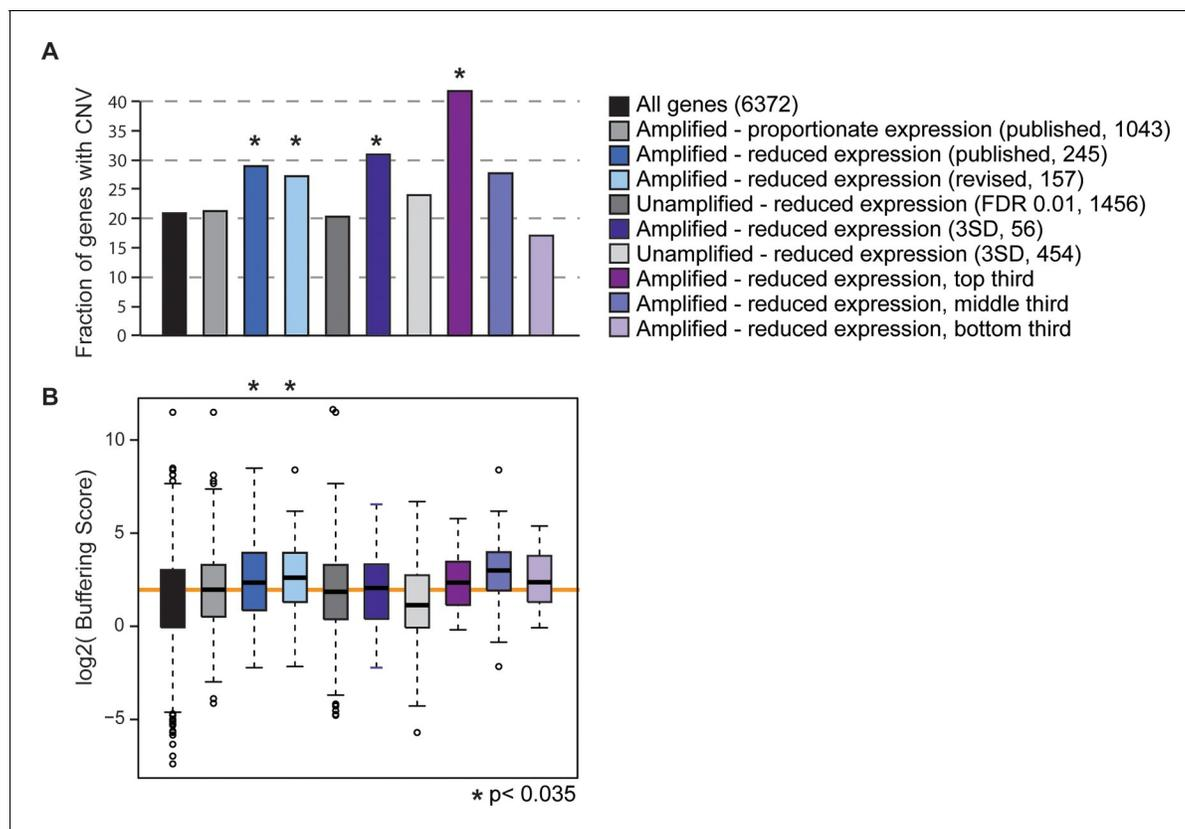 A
Fraction of genes with CNV
40
35
30
25
20
15
10
5
0
*
*
*
*
All genes (6372)
Amplified - proportionate expression (published, 1043)
Amplified - reduced expression (published, 245)
Amplified - reduced expression (revised, 157)
Unamplified - reduced expression (FDR 0.01, 1456)
Amplified - reduced expression (3SD, 56)
Unamplified - reduced expression (3SD, 454)
Amplified - reduced expression, top third
Amplified - reduced expression, middle third
Amplified - reduced expression, bottom third
B
* *
log2( Buffering Score)
10
5
0
−5
* p< 0.035